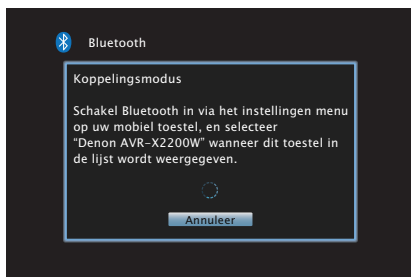 Bluetooth
Koppelingsmodus
Schakel Bluetooth in via het instellingen menu
op uw mobiel toestel, en selecteer
“Denon AVR-X2200W” wanneer dit toestel in
de lijst wordt weergegeven.
Annuleer